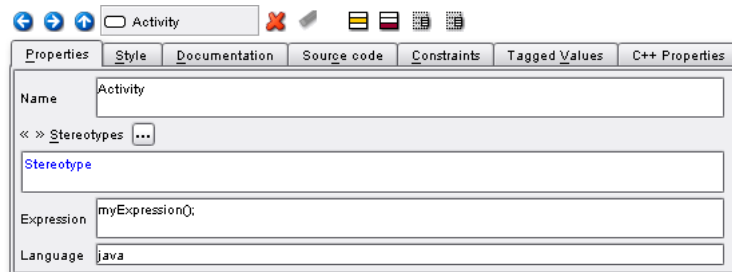 Activity
Properties Style Documentation Source code Constraints Tagged Values C++ Properties
Name Activity
« » Stereotypes ...
Stereotype
Expression myExpression();
Language java